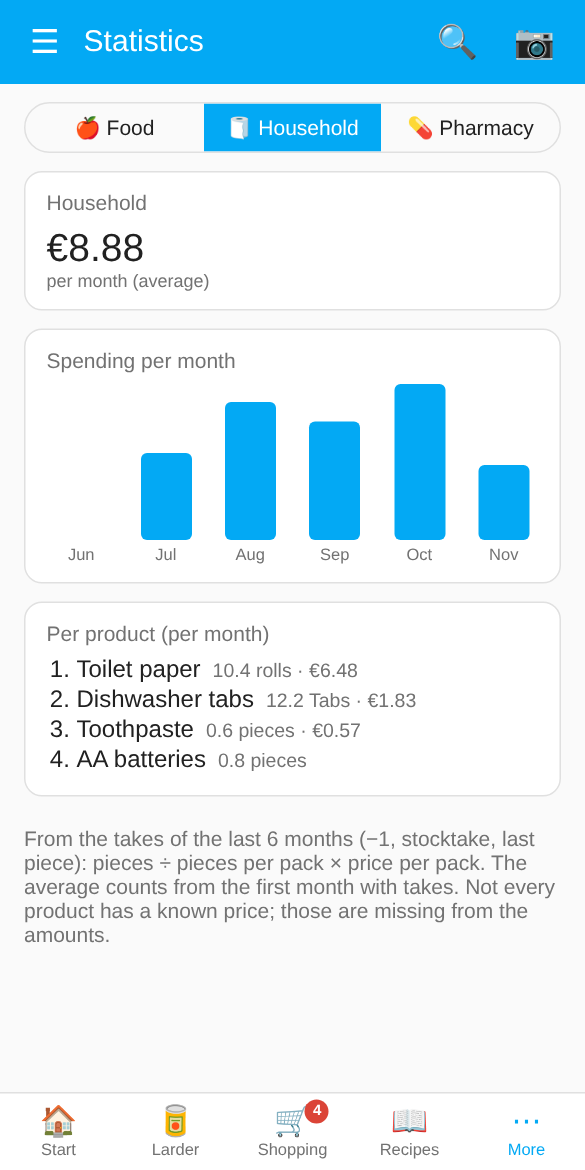 Statistics
Food
Household
Pharmacy
Household
€8.88
per month (average)
Spending per month
Jun Jul Aug Sep Oct Nov
Per product (per month)
1. Toilet paper 10.4 rolls · €6.48
2. Dishwasher tabs 12.2 Tabs · €1.83
3. Toothpaste 0.6 pieces · €0.57
4. AA batteries 0.8 pieces
From the takes of the last 6 months (−1, stocktake, last
piece): pieces ÷ pieces per pack × price per pack. The
average counts from the first month with takes. Not every
product has a known price; those are missing from the
amounts.
4
Start Larder Shopping Recipes More